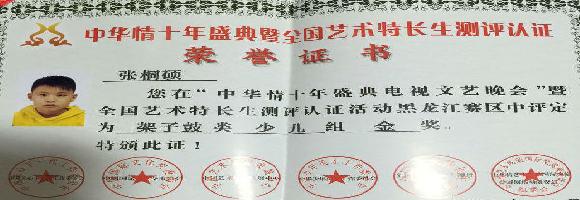 中华情十年盛典暨全国艺术特长生测评认证
荣誉证书
张桐硕
您在“中华情十年盛典电视文艺晚会”暨
全国艺术特长生测评认证活动黑龙江赛区中评定
为 架子鼓类 少儿组 金奖.
特颁此证！